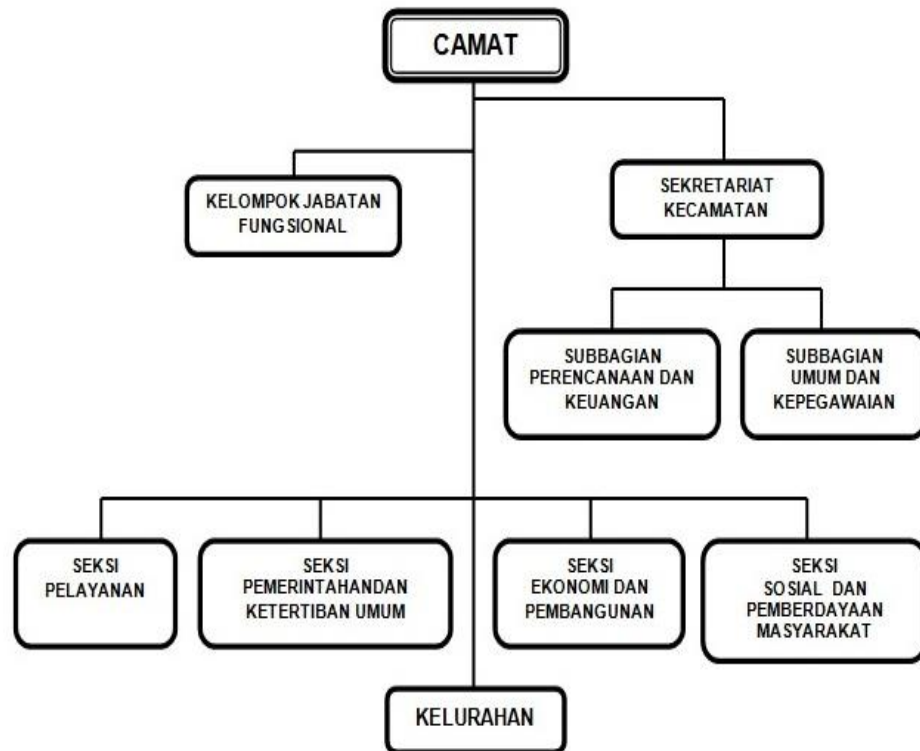 CAMAT
KELOMPOK JABATAN
FUNGSIONAL
SEKRETARIAT
KECAMATAN
SUBBAGIAN
PERENCANAAN DAN
KEUANGAN
SUBBAGIAN
UMUM DAN
KEPEGAWAIAN
SEKSI
PELAYANAN
SEKSI
PEMERINTAHANDAN
KETERTIBAN UMUM
SEKSI
EKONOMI DAN
PEMBANGUNAN
SEKSI
SOSIAL DAN
PEMBERDAYAAN
MASYARAKAT
KELURAHAN